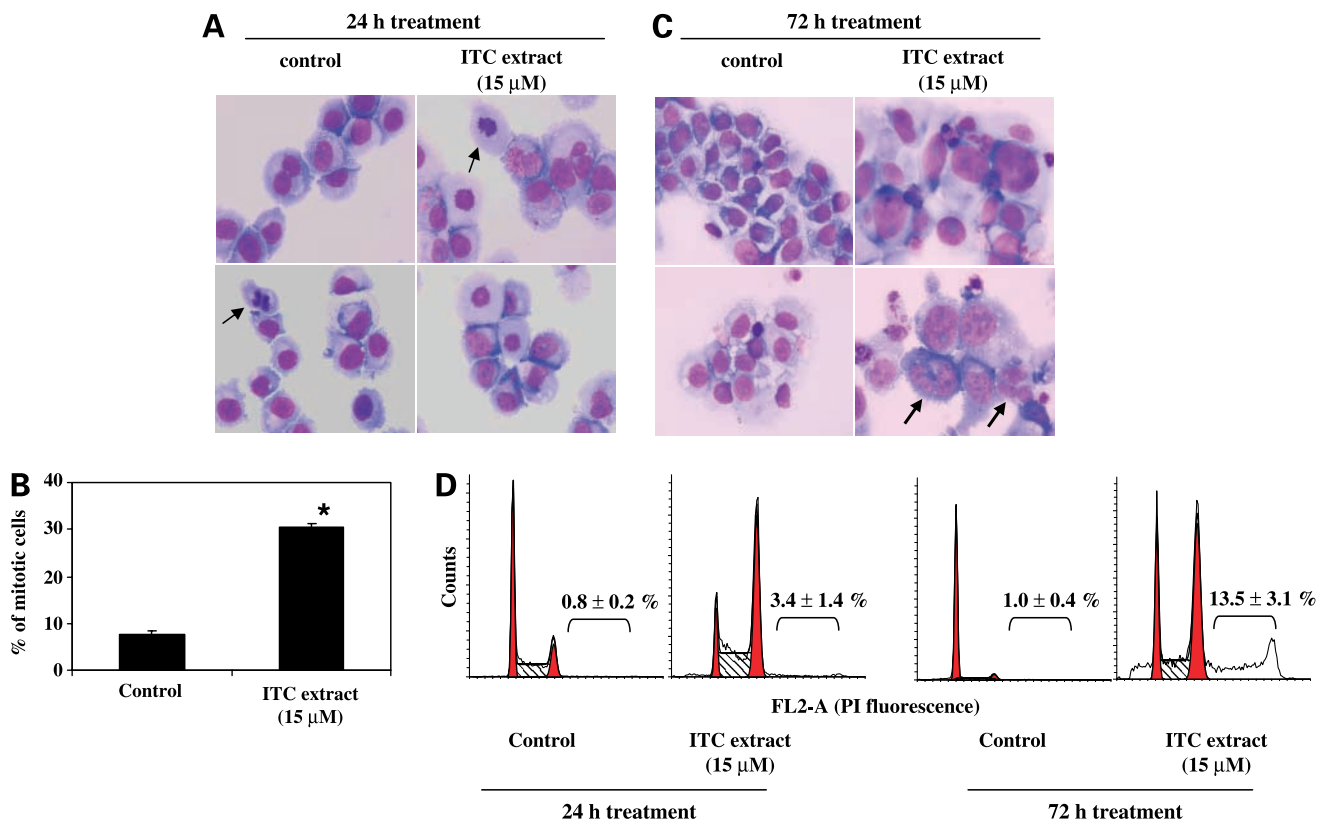 A
24 h treatment
control
ITC extract
(15 μM)
C
72 h treatment
control
ITC extract
(15 μM)
B
% of mitotic cells
40
30
20
10
0
*
Control
ITC extract
(15 μM)
D
Counts
0.8 ± 0.2 %
3.4 ± 1.4 %
1.0 ± 0.4 %
13.5 ± 3.1 %
FL2-A (PI fluorescence)
Control
ITC extract
(15 μM)
Control
ITC extract
(15 μM)
24 h treatment
72 h treatment